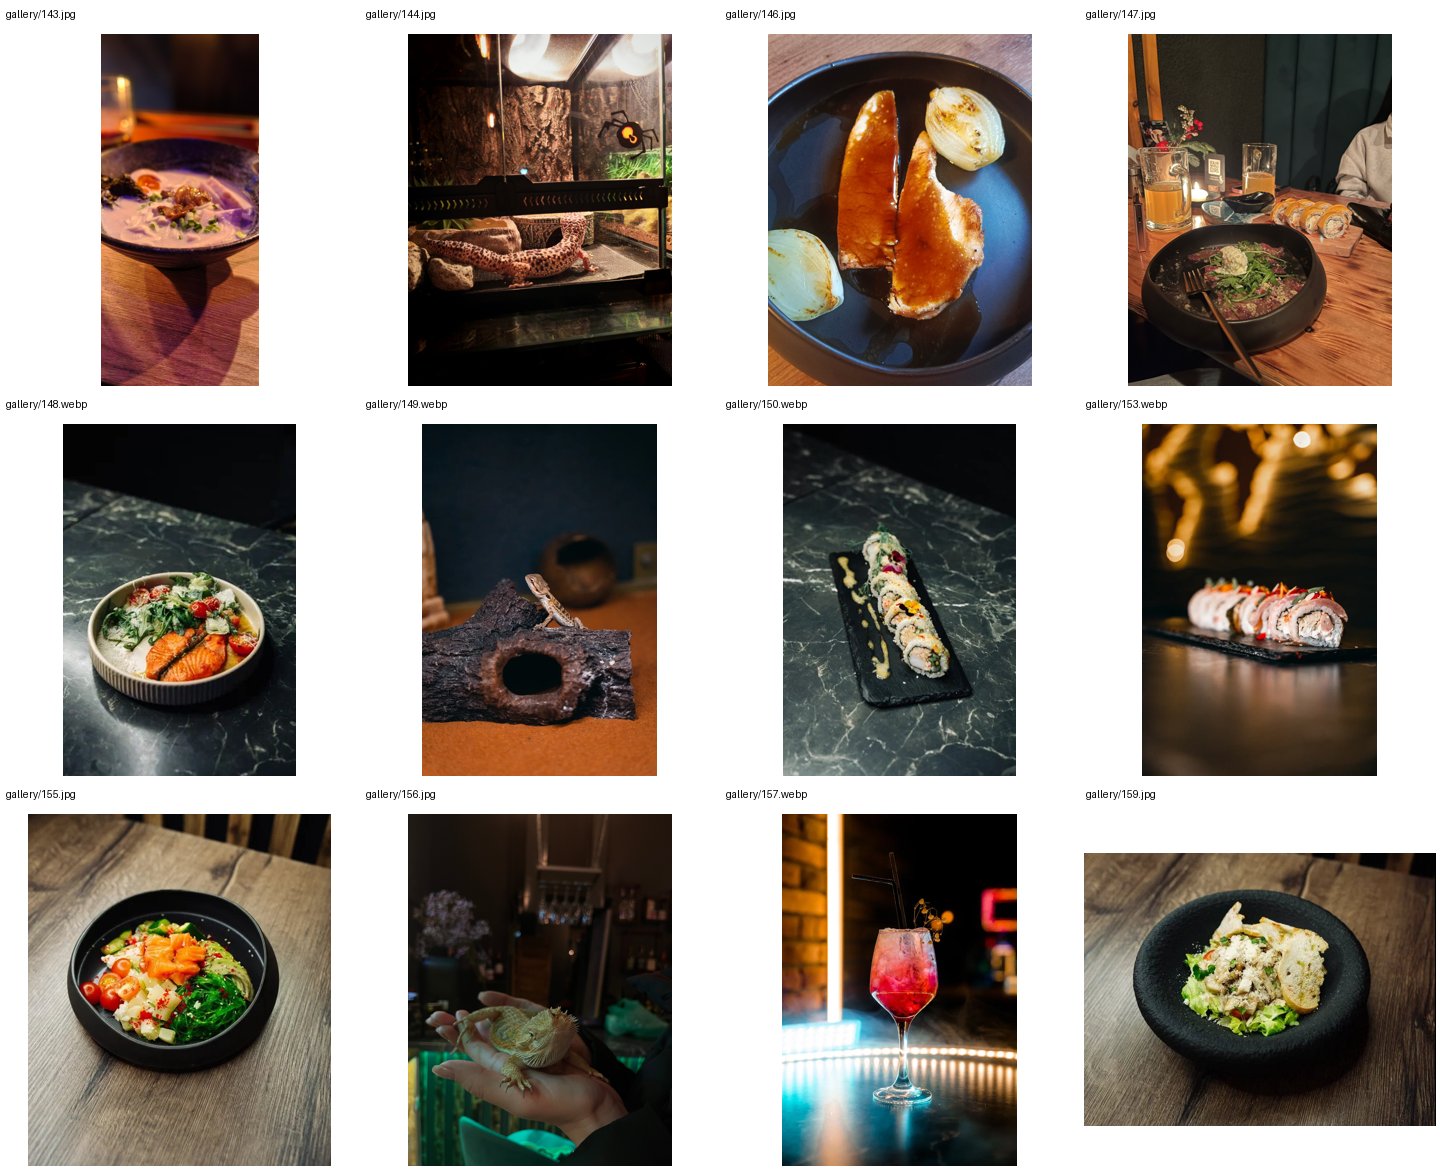 gallery/143.jpg
gallery/144.jpg
gallery/146.jpg
gallery/147.jpg
gallery/148.webp
gallery/149.webp
gallery/150.webp
gallery/153.webp
gallery/155.jpg
gallery/156.jpg
gallery/157.webp
gallery/159.jpg